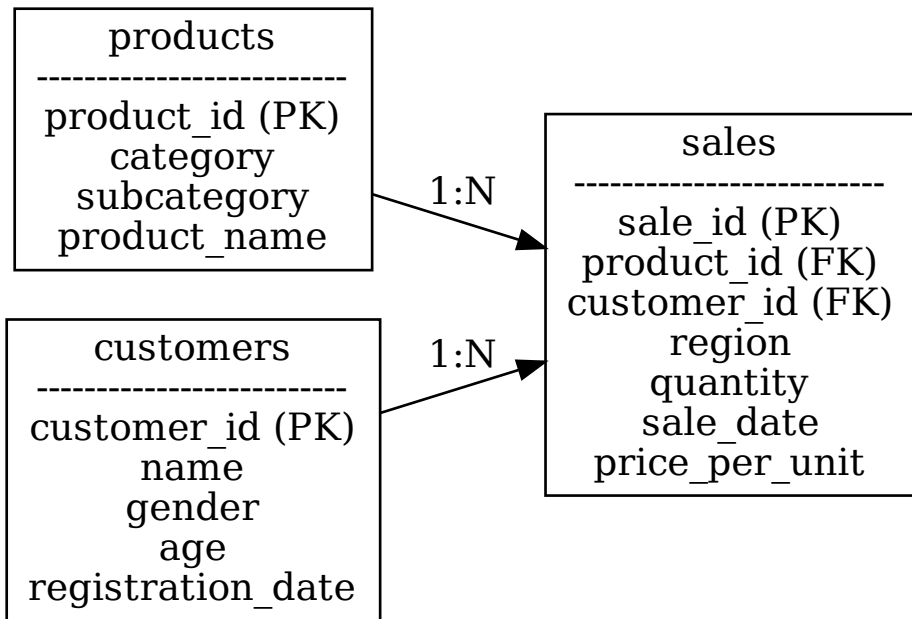 products
---------------------------
product_id (PK)
category
subcategory
product_name
1:N
customers
---------------------------
customer_id (PK)
name
gender
age
registration_date
1:N
sales
---------------------------
sale_id (PK)
product_id (FK)
customer_id (FK)
region
quantity
sale_date
price_per_unit